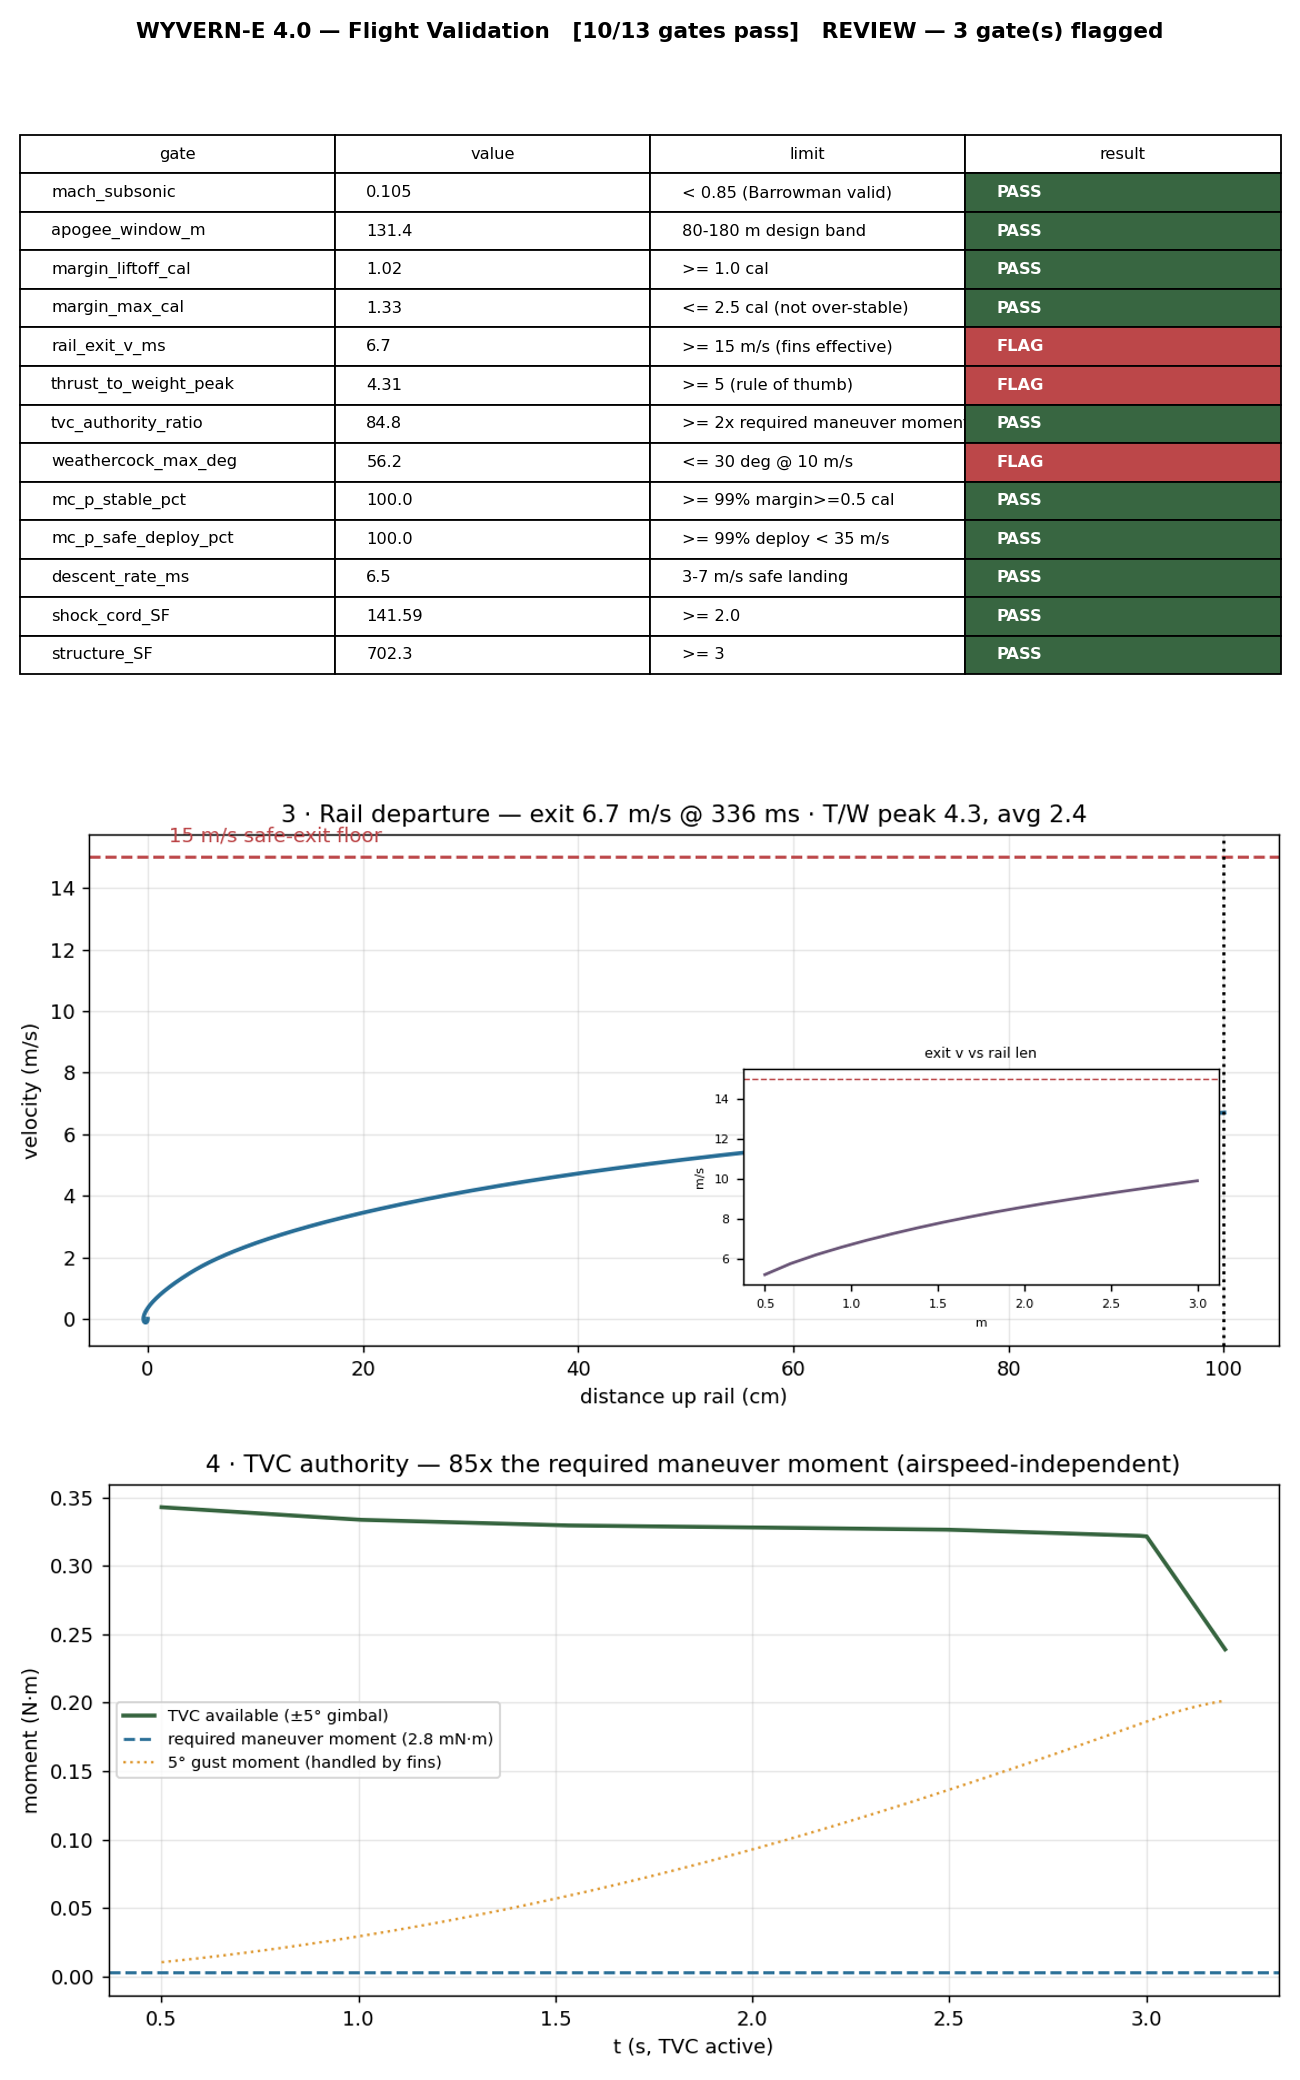 WYVERN-E 4.0 — Flight Validation [10/13 gates pass] REVIEW — 3 gate(s) flagged
gate value limit result
mach_subsonic 0.105 < 0.85 (Barrowman valid) PASS
apogee_window_m 131.4 80-180 m design band PASS
margin_liftoff_cal 1.02 >= 1.0 cal PASS
margin_max_cal 1.33 <= 2.5 cal (not over-stable) PASS
rail_exit_v_ms 6.7 >= 15 m/s (fins effective) FLAG
thrust_to_weight_peak 4.31 >= 5 (rule of thumb) FLAG
tvc_authority_ratio 84.8 >= 2x required maneuver momen PASS
weathercock_max_deg 56.2 <= 30 deg @ 10 m/s FLAG
mc_p_stable_pct 100.0 >= 99% margin>=0.5 cal PASS
mc_p_safe_deploy_pct 100.0 >= 99% deploy < 35 m/s PASS
descent_rate_ms 6.5 3-7 m/s safe landing PASS
shock_cord_SF 141.59 >= 2.0 PASS
structure_SF 702.3 >= 3 PASS
3 · Rail departure — exit 6.7 m/s @ 336 ms · T/W peak 4.3, avg 2.4
15 m/s safe-exit floor
14
12
10
8
6
4
2
0
velocity (m/s)
exit v vs rail len
14
12
10
8
6
m/s
0.5 1.0 1.5 2.0 2.5 3.0
m
0 20 40 60 80 100
distance up rail (cm)
4 · TVC authority — 85x the required maneuver moment (airspeed-independent)
0.35
0.30
0.25
0.20
0.15
0.10
0.05
0.00
moment (N·m)
TVC available (±5° gimbal)
required maneuver moment (2.8 mN·m)
5° gust moment (handled by fins)
0.5 1.0 1.5 2.0 2.5 3.0
t (s, TVC active)